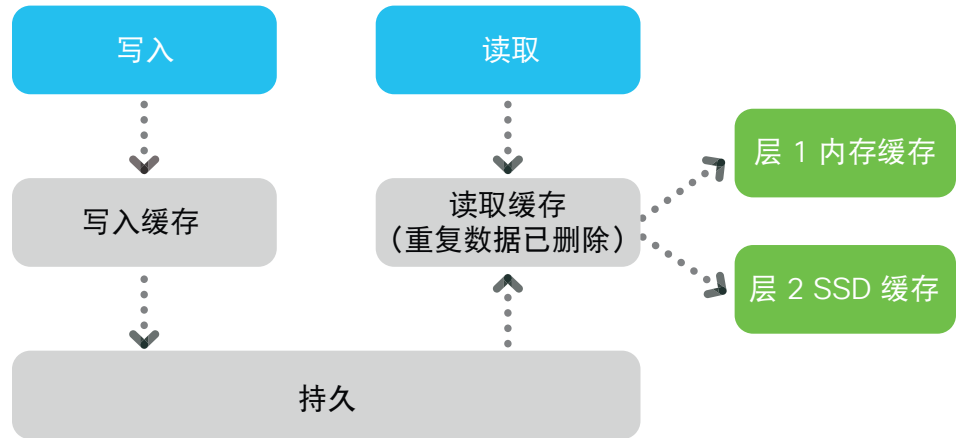 写入
读取
层 1 内存缓存
写入缓存
读取缓存
（重复数据已删除）
层 2 SSD 缓存
持久